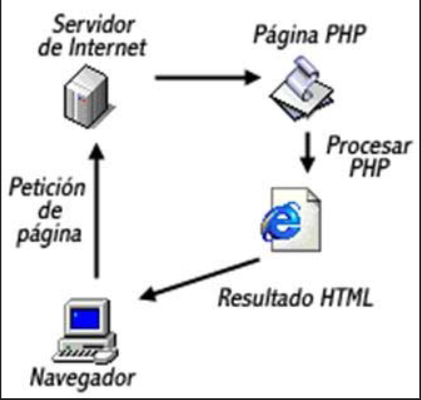 Servidor
de Internet
Página PHP
Procesar
PHP
Petición
de
página
Resultado HTML
Navegador